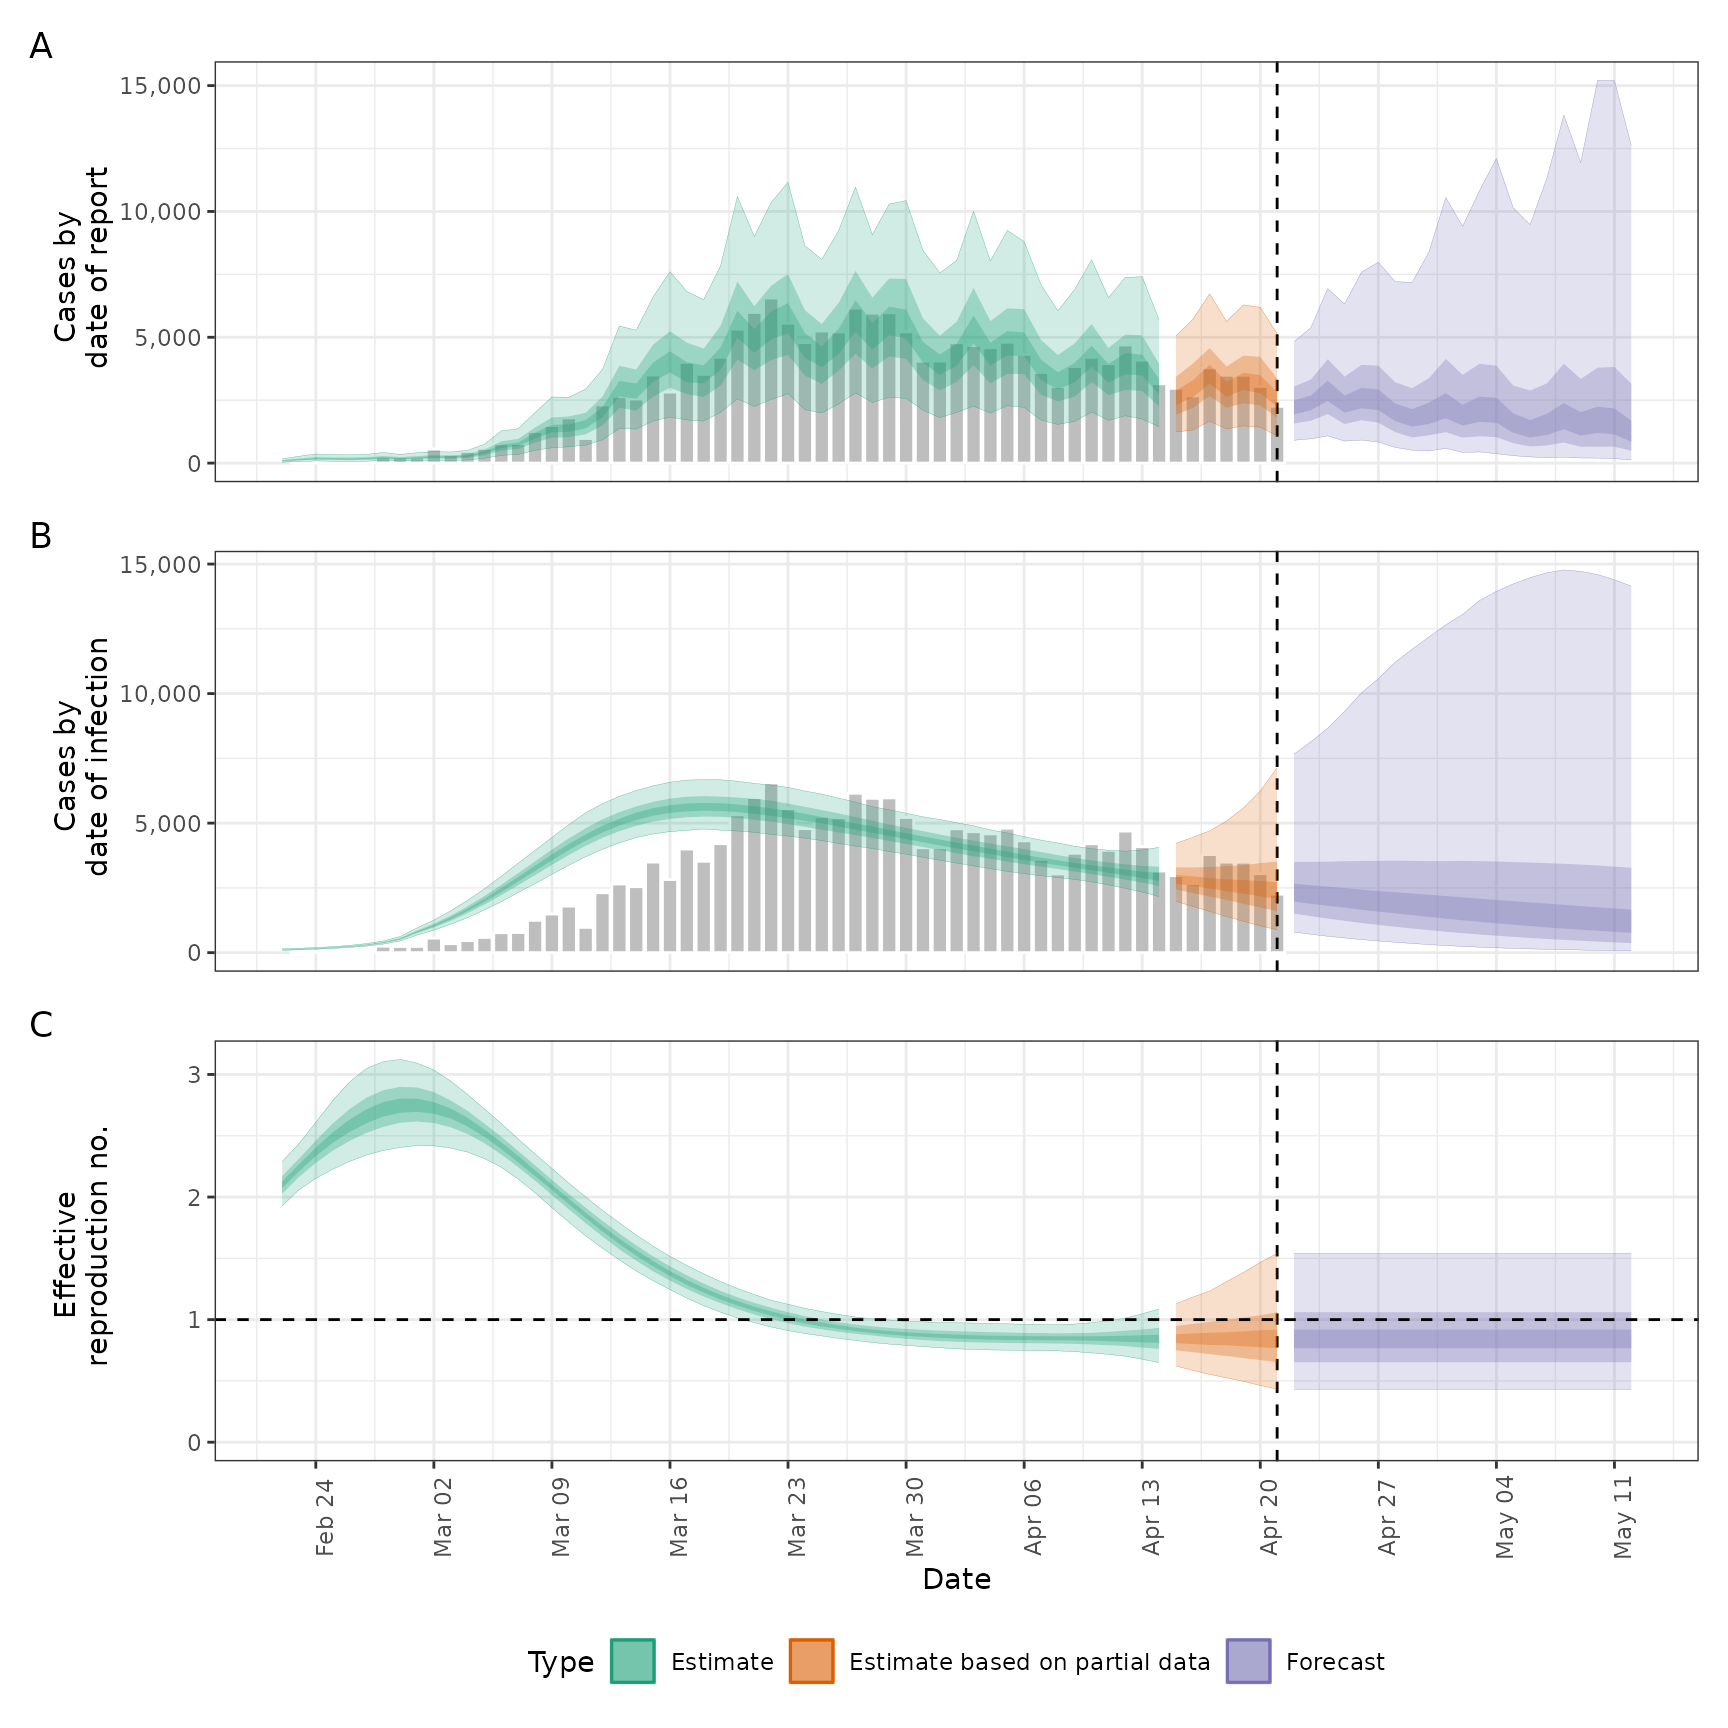 A
Cases by
date of report
15,000
10,000
5,000
0
B
Cases by
date of infection
15,000
10,000
5,000
0
C
Effective
reproduction no.
3
2
1
0
Feb 24
Mar 02
Mar 09
Mar 16
Mar 23
Mar 30
Apr 06
Apr 13
Apr 20
Apr 27
May 04
May 11
Date
Type Estimate Estimate based on partial data Forecast